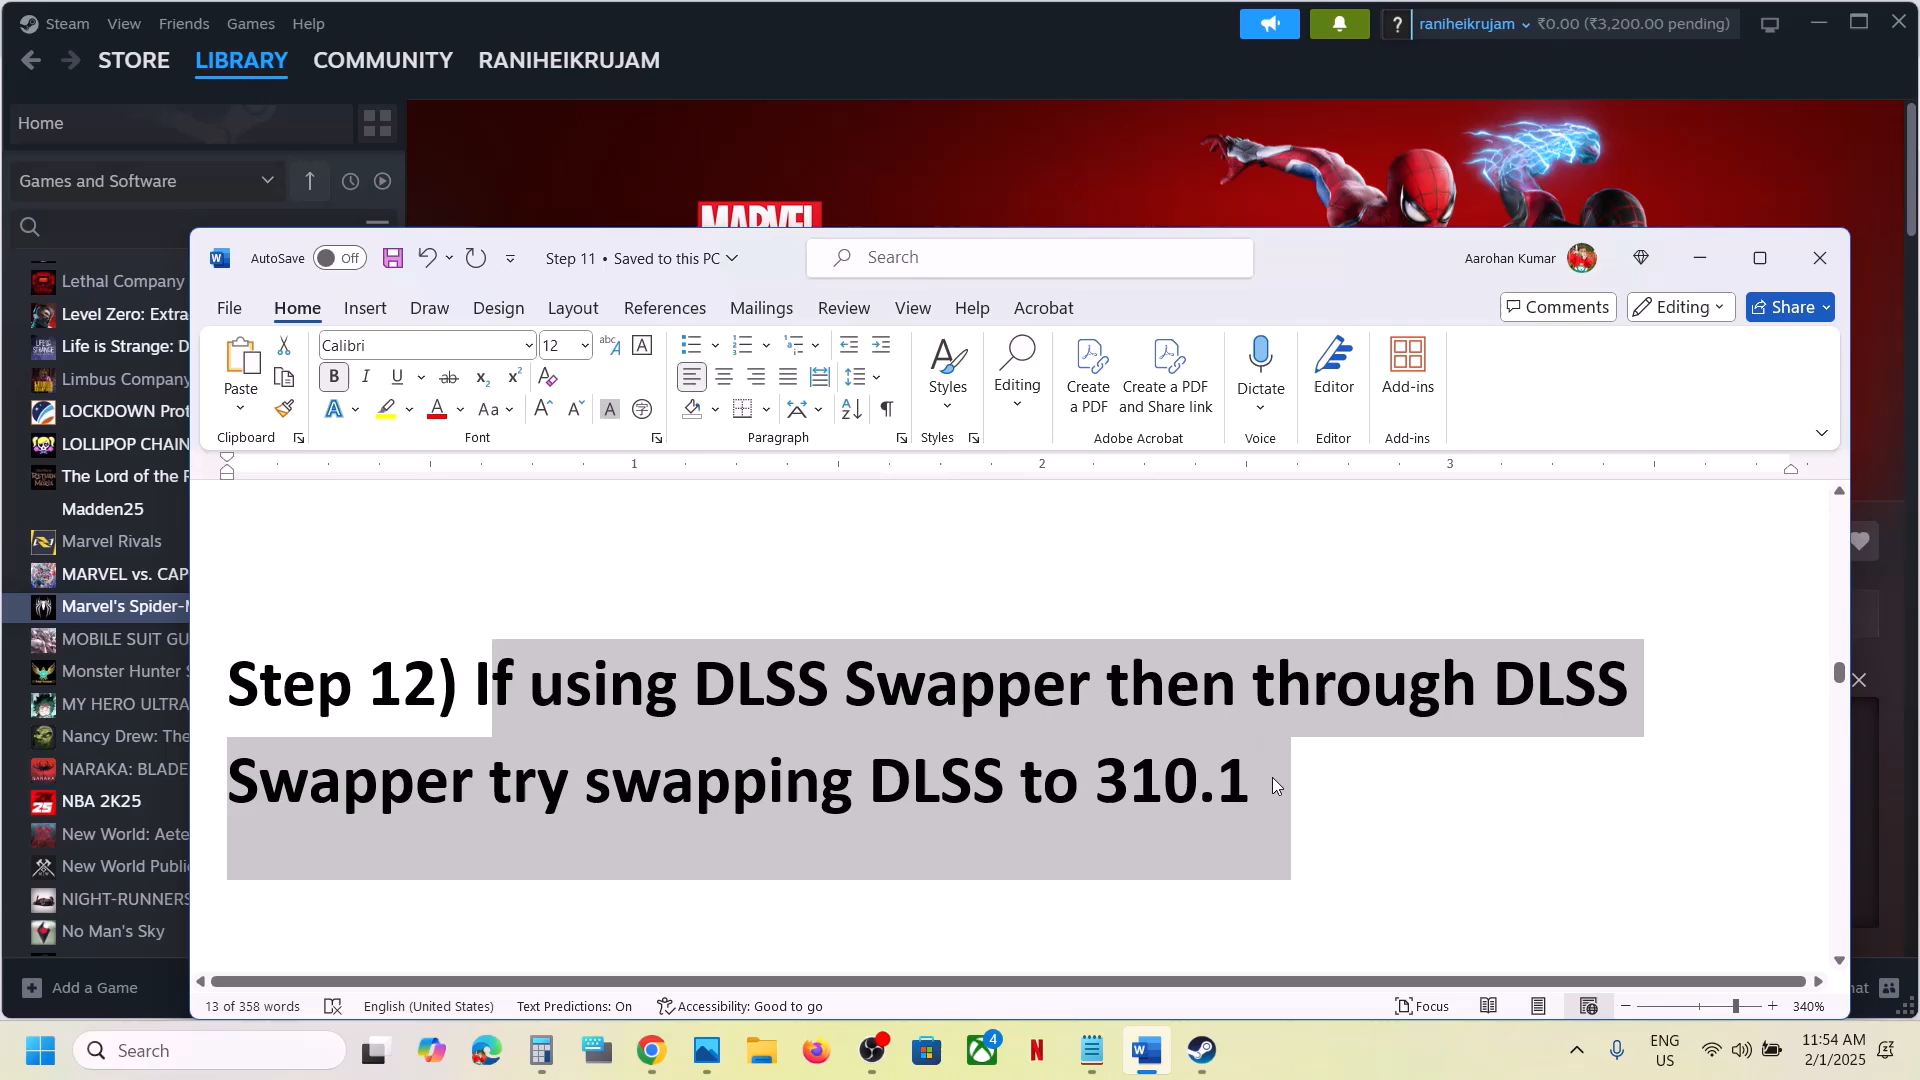 Steam View Friends Games Help
? raniheikrujam ₹0.00 (₹3,200.00 pending)
STORE LIBRARY COMMUNITY RANIHEIKRUJAM
Home
Games and Software
MARVEL
AutoSave Off Step 11 • Saved to this PC Search Aarohan Kumar
File Home Insert Draw Design Layout References Mailings Review View Help Acrobat Comments Editing Share
Paste
Calibri 12
Styles Editing Create a PDF Create a PDF and Share link Dictate Editor Add-ins
Clipboard Font Paragraph Styles Adobe Acrobat Voice Editor Add-ins
1 2 3
Lethal Company
Level Zero: Extra
Life is Strange: D
Limbus Company
LOCKDOWN Prot
LOLLIPOP CHAIN
The Lord of the R
Madden25
Marvel Rivals
MARVEL vs. CAP
Marvel's Spider-M
MOBILE SUIT GU
Monster Hunter S
MY HERO ULTRA
Nancy Drew: The
NARAKA: BLADE
NBA 2K25
New World: Aete
New World Public
NIGHT-RUNNERS
No Man's Sky
Add a Game
Step 12) If using DLSS Swapper then through DLSS
Swapper try swapping DLSS to 310.1
hat
13 of 358 words English (United States) Text Predictions: On Accessibility: Good to go Focus 340%
Search
4
ENG
US
11:54 AM
2/1/2025